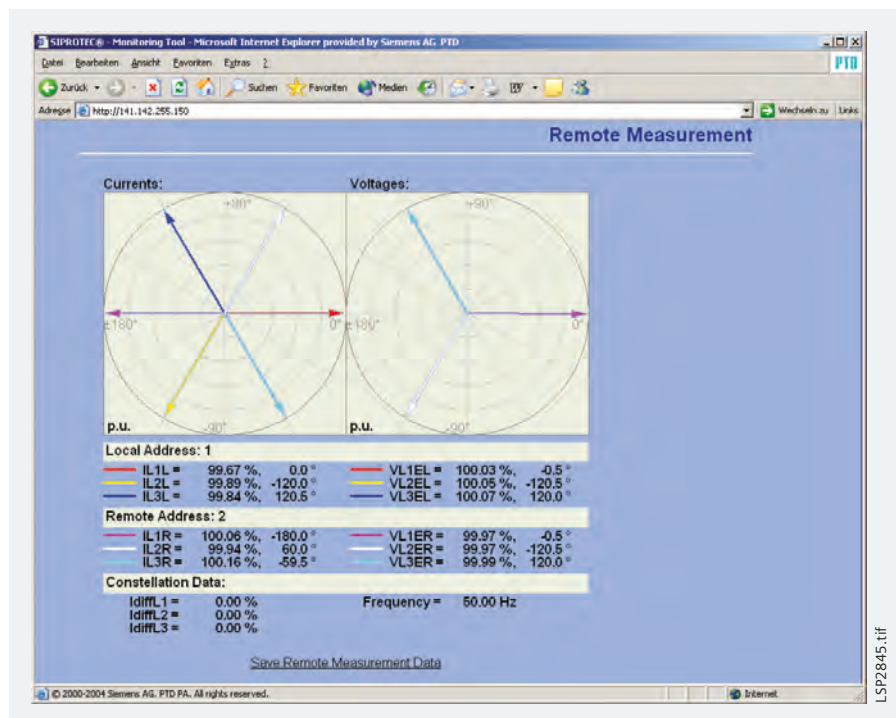 SIPROTEC® - Monitoring Tool - Microsoft Internet Explorer provided by Siemens AG. PTD
Datei Bearbeiten Ansicht Favoriten Extras ?
PTD
Zurück Suchen Favoriten Medien
Adresse http://141.142.255.150 Wechseln zu Links
Remote Measurement
Currents: Voltages:
+90° +90°
±180° 0° ±180° 0°
p.u. -90° p.u. -90°
Local Address: 1
IL1L = 99.67 %, 0.0 ° VL1EL = 100.03 %, -0.5 °
IL2L = 99.89 %, -120.0 ° VL2EL = 100.05 %, -120.5 °
IL3L = 99.84 %, 120.5 ° VL3EL = 100.07 %, 120.0 °
Remote Address: 2
IL1R = 100.06 %, -180.0 ° VL1ER = 99.97 %, -0.5 °
IL2R = 99.94 %, 60.0 ° VL2ER = 99.97 %, -120.5 °
IL3R = 100.16 %, -59.5 ° VL3ER = 99.99 %, 120.0 °
Constellation Data:
IdiffL1 = 0.00 % Frequency = 50.00 Hz
IdiffL2 = 0.00 %
IdiffL3 = 0.00 %
Save Remote Measurement Data
© 2000-2004 Siemens AG. PTD PA. All rights reserved. Internet
LSP2845.tif